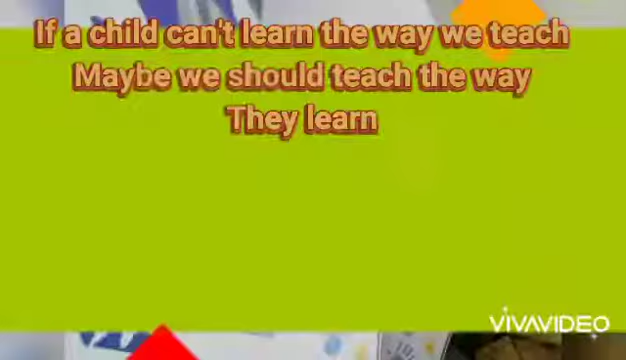 If a child can't learn the way we teach
Maybe we should teach the way
They learn
VIVAVIDEO